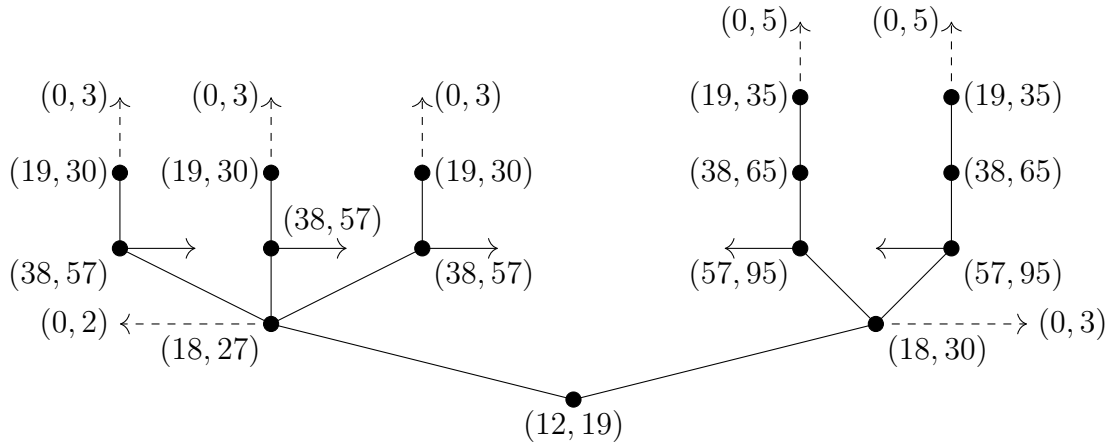 (0, 5) (0, 5)
(0, 3) (0, 3) (0, 3) (19, 35) (19, 35)
(19, 30) (19, 30) (19, 30) (38, 65) (38, 65)
(38, 57)
(38, 57) (38, 57) (57, 95) (57, 95)
(0, 2) (0, 3)
(18, 27) (18, 30)
(12, 19)